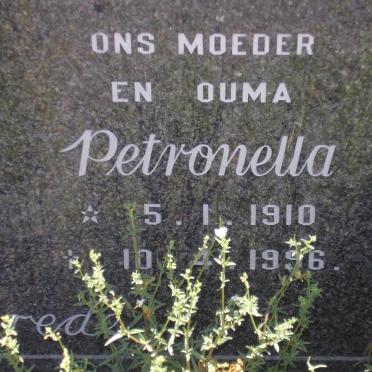 ONS MOEDER
EN OUMA
Petronella
☆ 5.1.1910
10.4.1996.